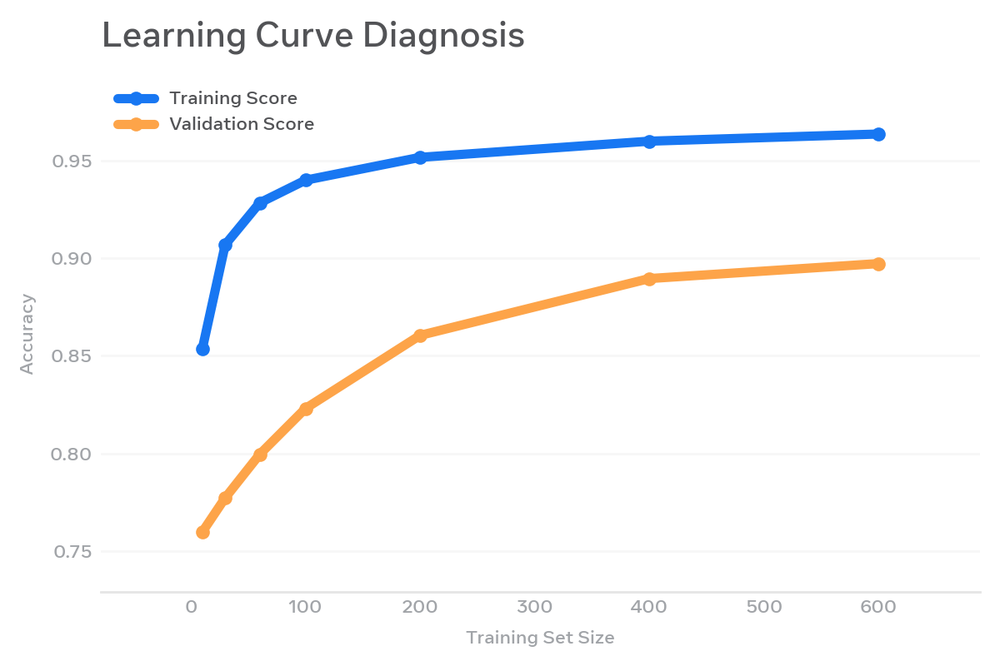 Learning Curve Diagnosis
Training Score
Validation Score
0.95
0.90
0.85
0.80
0.75
Accuracy
0 100 200 300 400 500 600
Training Set Size